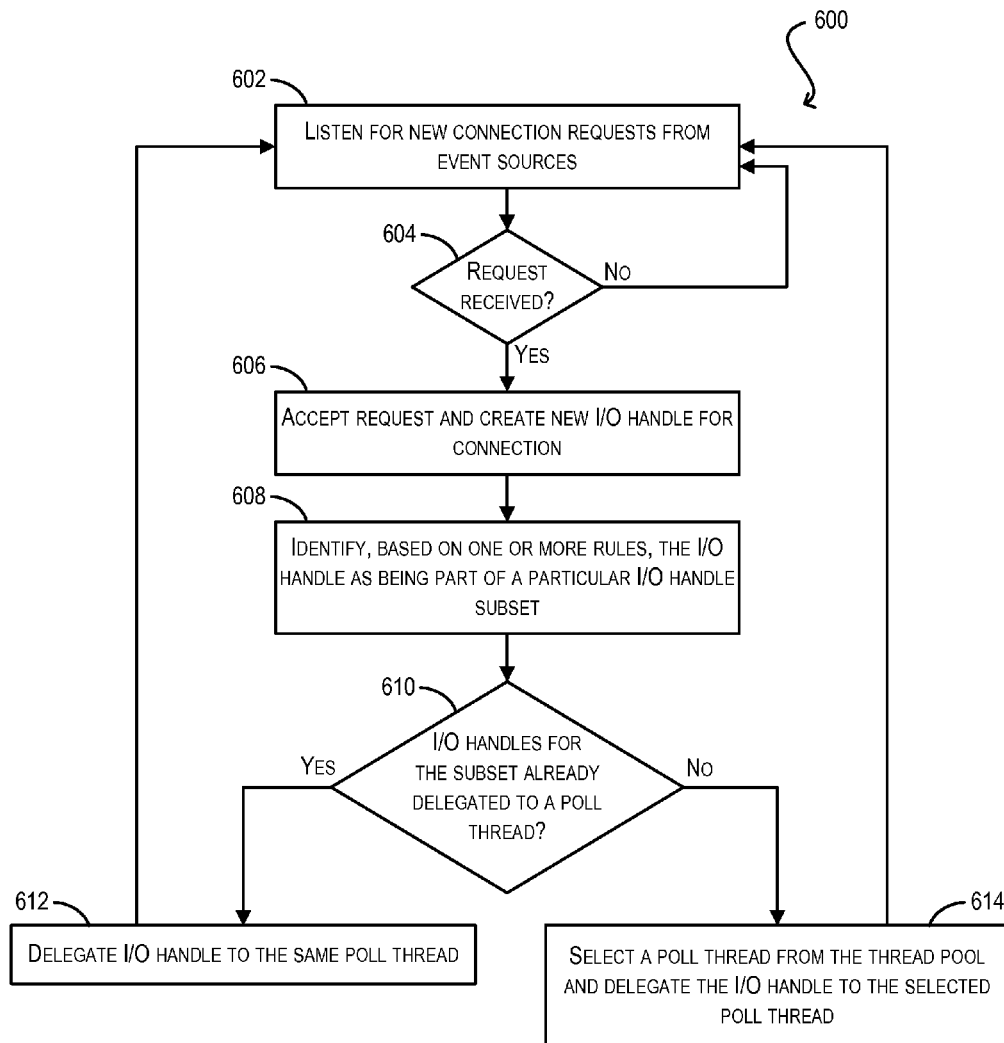 600
602
LISTEN FOR NEW CONNECTION REQUESTS FROM
EVENT SOURCES
604
REQUEST
RECEIVED?
NO
YES
606
ACCEPT REQUEST AND CREATE NEW I/O HANDLE FOR
CONNECTION
608
IDENTIFY, BASED ON ONE OR MORE RULES, THE I/O
HANDLE AS BEING PART OF A PARTICULAR I/O HANDLE
SUBSET
610
I/O HANDLES FOR
THE SUBSET ALREADY
DELEGATED TO A POLL
THREAD?
YES
NO
612
DELEGATE I/O HANDLE TO THE SAME POLL THREAD
614
SELECT A POLL THREAD FROM THE THREAD POOL
AND DELEGATE THE I/O HANDLE TO THE SELECTED
POLL THREAD